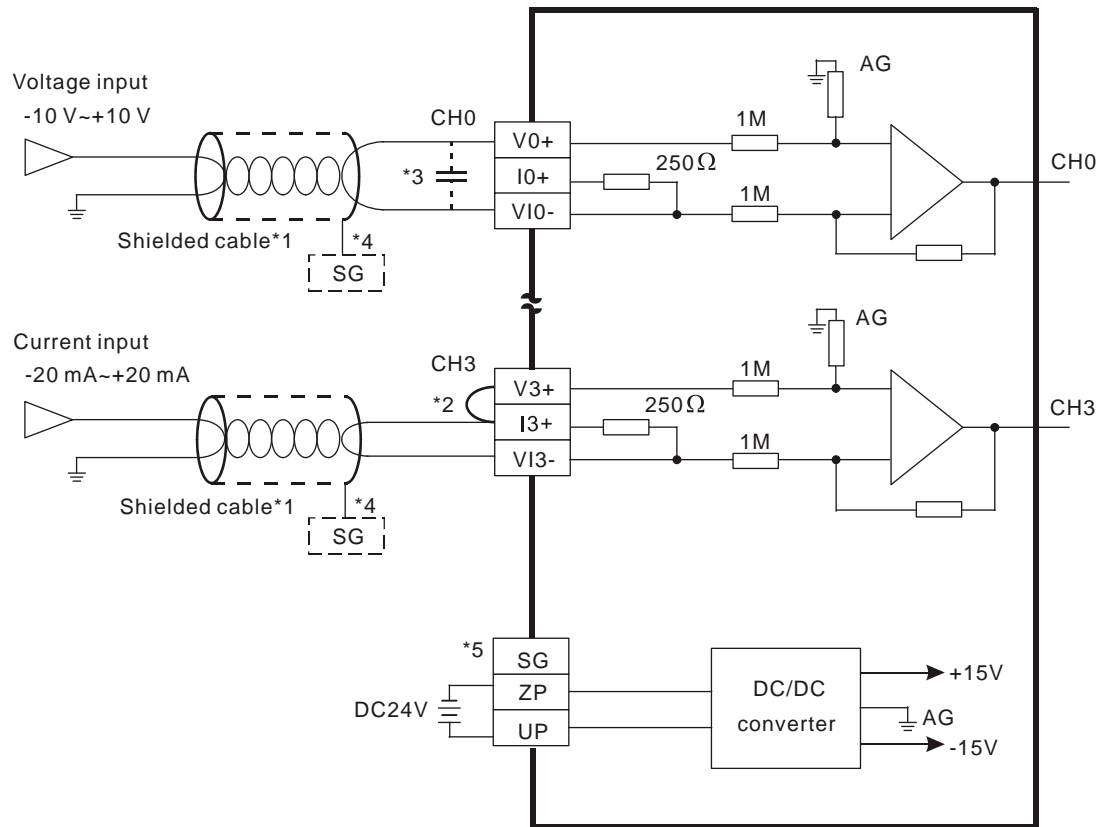 Voltage input
-10 V~+10 V
CH0
V0+
I0+
VI0-
*3
250Ω
1M
1M
AG
CH0
Shielded cable*1
*4
SG
Current input
-20 mA~+20 mA
CH3
V3+
I3+
VI3-
*2
250Ω
1M
1M
AG
CH3
Shielded cable*1
*4
SG
*5
SG
ZP
UP
DC24V
DC/DC
converter
+15V
AG
-15V